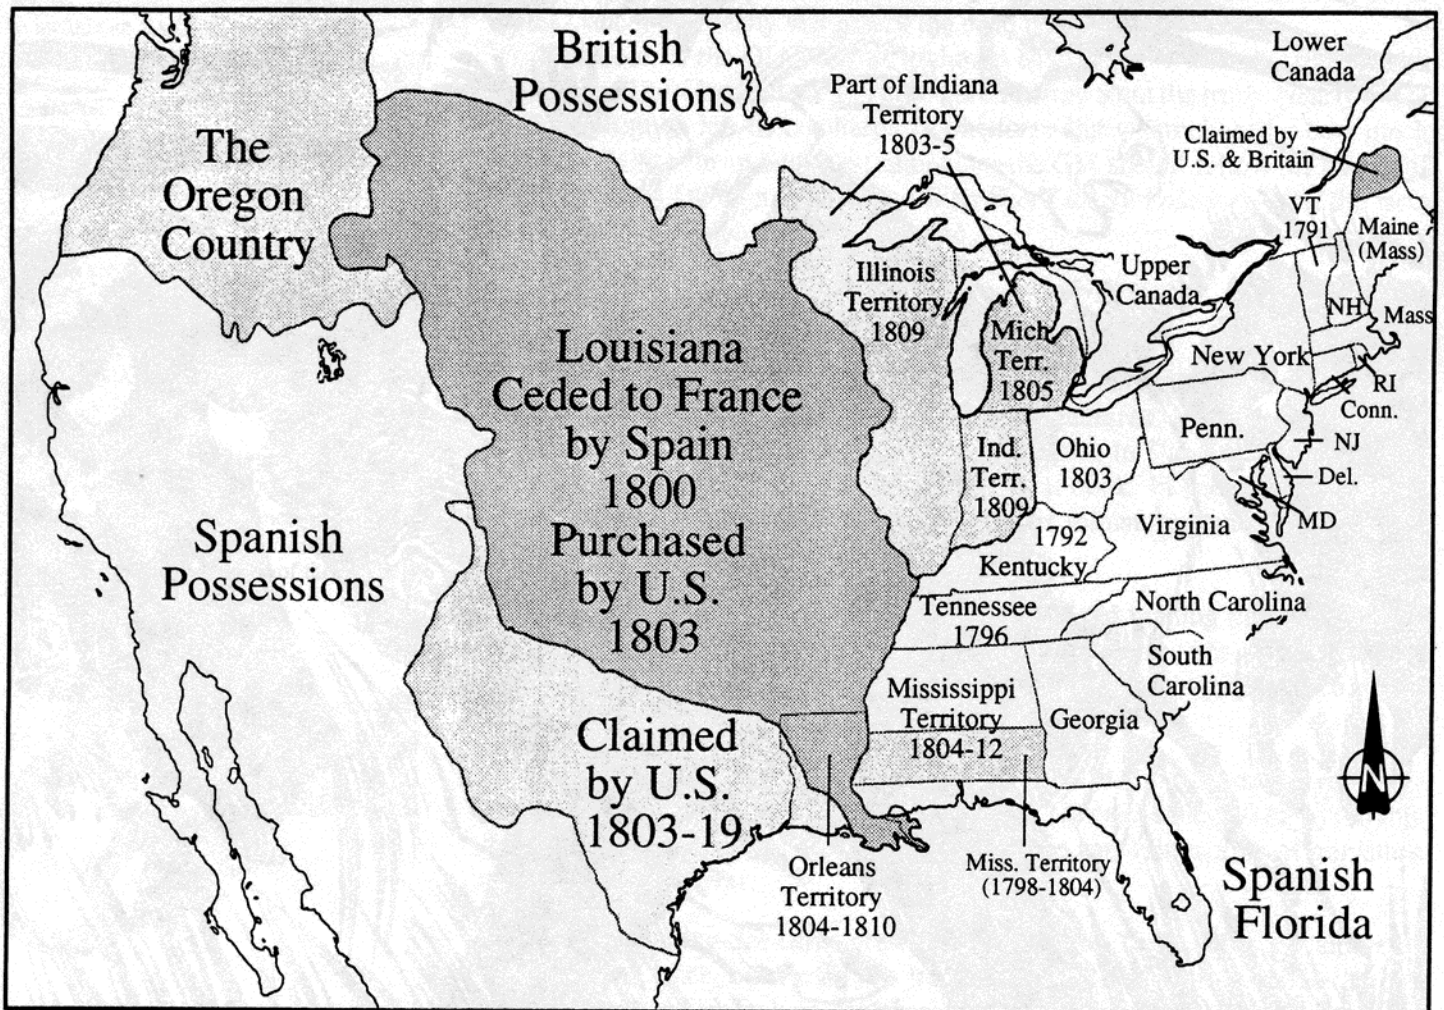 British
Possessions
The
Oregon
Country
Part of Indiana
Territory
1803-5
Lower
Canada
Claimed by
U.S. & Britain
VT
1791
Maine
(Mass)
Upper
Canada
NH
Mass
Illinois
Territory
1809
Mich
Terr.
1805
New York
RI
Conn.
Louisiana
Ceded to France
by Spain
1800
Purchased
by U.S.
1803
Penn.
NJ
Ind.
Terr.
1809
Ohio
1803
Del.
MD
Virginia
1792
Kentucky
Spanish
Possessions
Tennessee
1796
North Carolina
South
Carolina
Mississippi
Territory
1804-12
Georgia
Claimed
by U.S.
1803-19
N
Orleans
Territory
1804-1810
Miss. Territory
(1798-1804)
Spanish
Florida